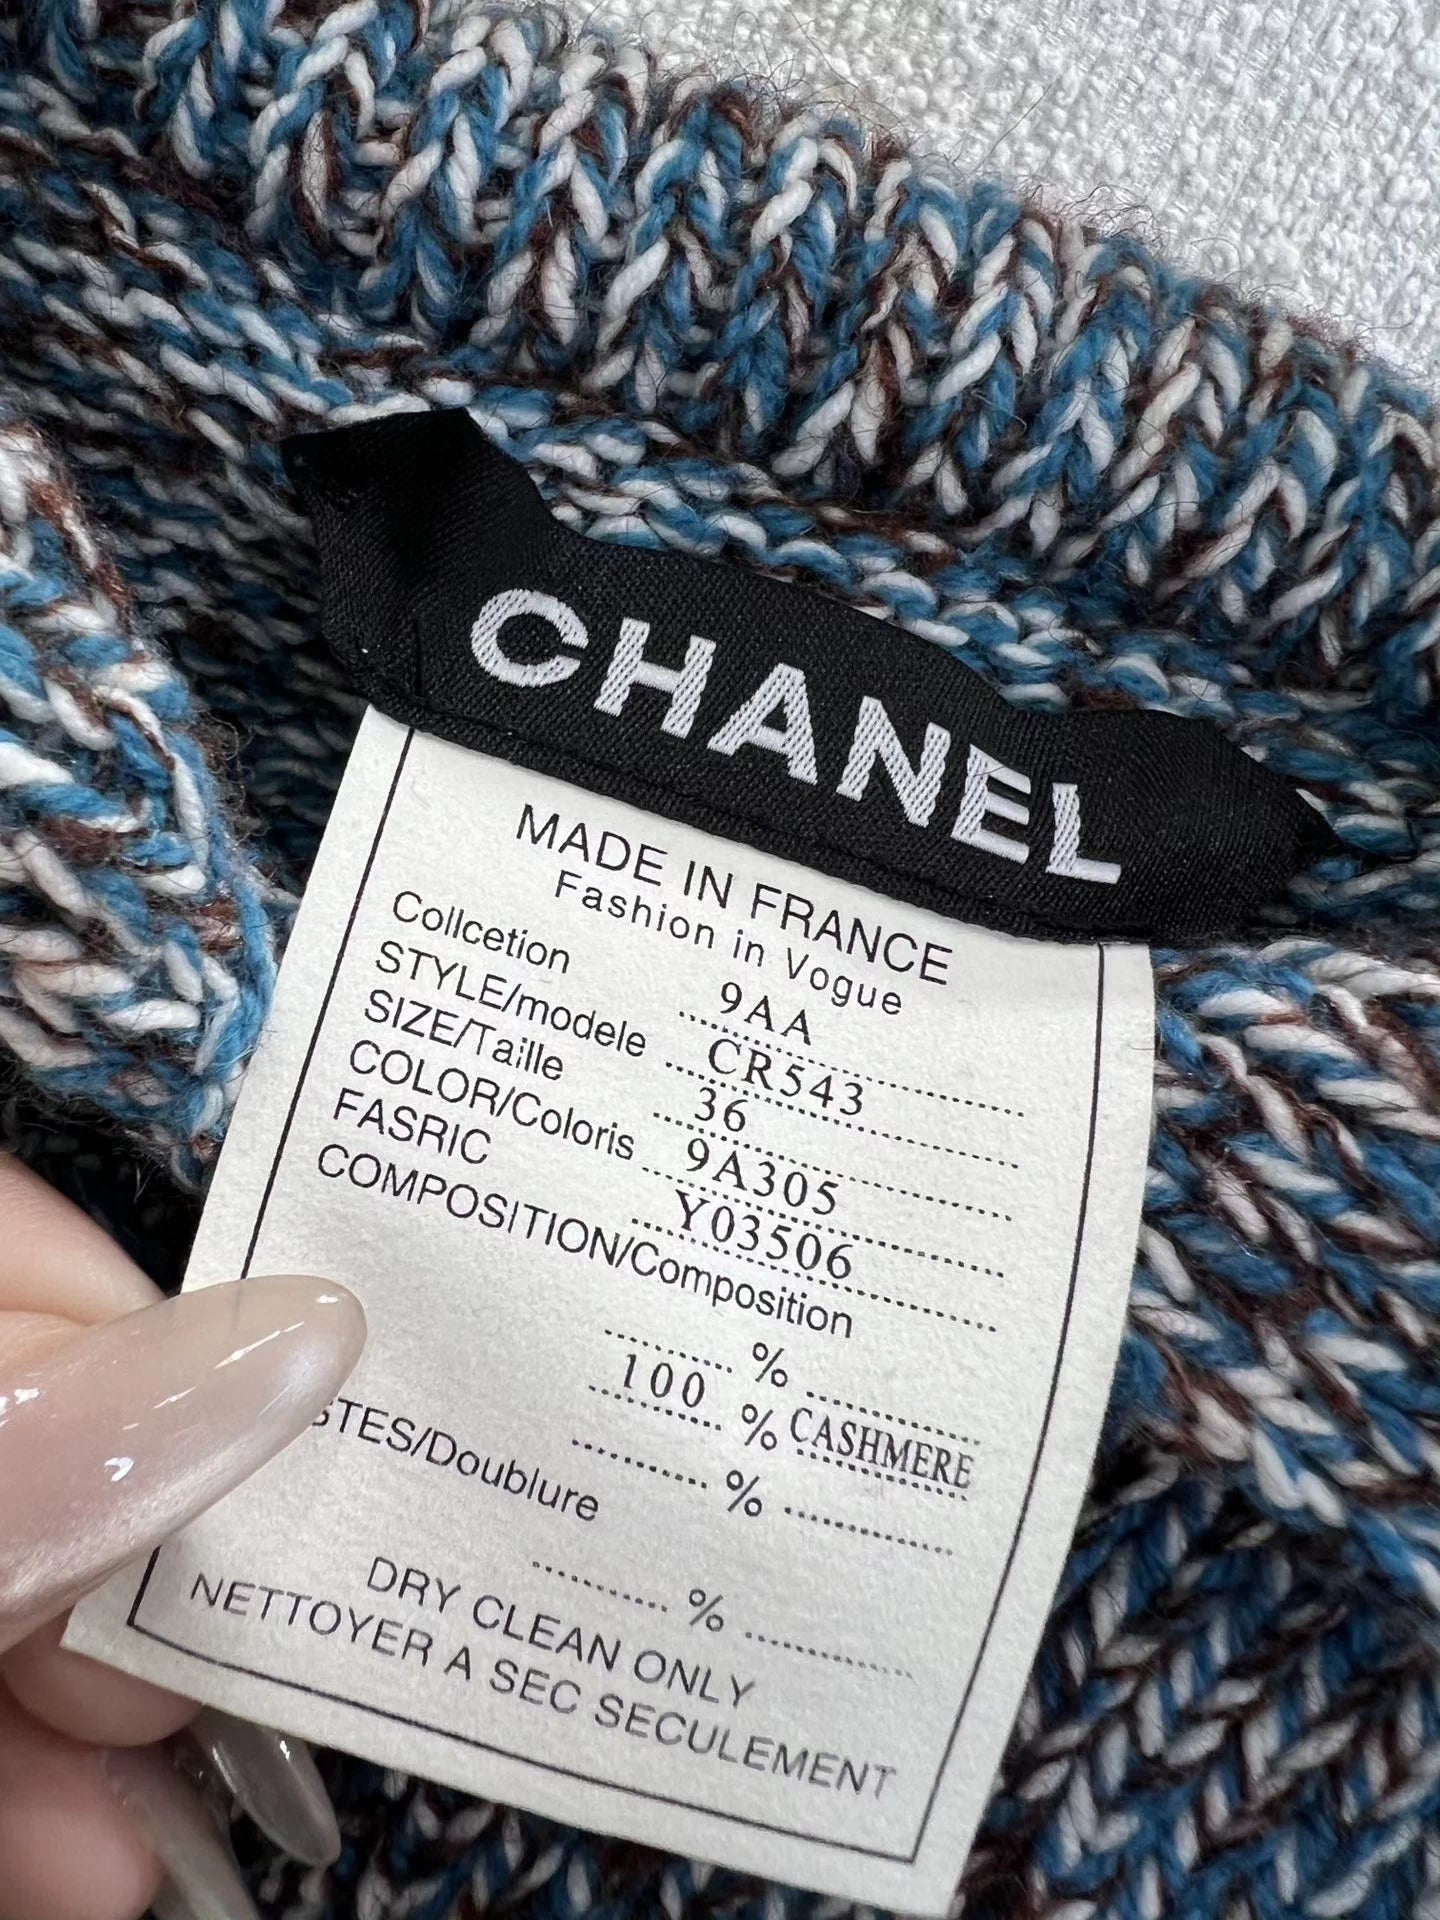 CHANEL
MADE IN FRANCE
Fashion in Vogue
Collcetion 9AA
STYLE/modele CR543
SIZE/Taille 36
COLOR/Coloris 9A305
FASRIC Y03506
COMPOSITION/Composition
%
100 % CASHMERE
%
STES/Doublure
%
DRY CLEAN ONLY
NETTOYER A SEC SECULEMENT